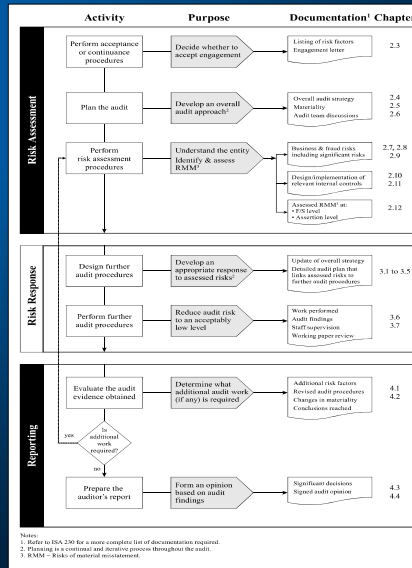 Activity Purpose Documentation¹ Chapter
Risk Assessment
Perform acceptance
or continuance
procedures
Decide whether to
accept engagement
Listing of risk factors
Engagement letter
2.3
Plan the audit
Develop an overall
audit approach²
Overall audit strategy
Materiality
Audit team discussions
2.4
2.5
2.6
Perform
risk assessment
procedures
Understand the entity
Identify & assess
RMM³
Business & fraud risks
including significant risks
2.7, 2.8
2.9
Design/implementation of
relevant internal controls
2.10
2.11
Assessed RMM³ at:
• F/S level
• Assertion level
2.12
Risk Response
Design further
audit procedures
Develop an
appropriate response
to assessed risks²
Update of overall strategy
Detailed audit plan that
links assessed risks to
further audit procedures
3.1 to 3.5
Perform further
audit procedures
Reduce audit risk
to an acceptably
low level
Work performed
Audit findings
Staff supervision
Working paper review
3.6
3.7
Reporting
Evaluate the audit
evidence obtained
Determine what
additional audit work
(if any) is required
Additional risk factors
Revised audit procedures
Changes in materiality
Conclusions reached
4.1
4.2
yes
Is
additional
work
required?
no
Prepare the
auditor's report
Form an opinion
based on audit
findings
Significant decisions
Signed audit opinion
4.3
4.4
Notes:
1. Refer to ISA 230 for a more complete list of documentation required.
2. Planning is a continual and iterative process throughout the audit.
3. RMM – Risks of material misstatement.